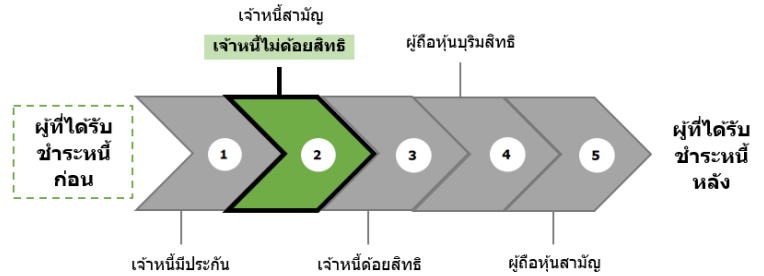 เจ้าหนี้สามัญ
เจ้าหนี้ไม่ด้อยสิทธิ
ผู้ถือหุ้นบุริมสิทธิ
ผู้ที่ได้รับ
ชำระหนี้
ก่อน
1
2
3
4
5
ผู้ที่ได้รับ
ชำระหนี้
หลัง
เจ้าหนี้มีประกัน
เจ้าหนี้ด้อยสิทธิ
ผู้ถือหุ้นสามัญ